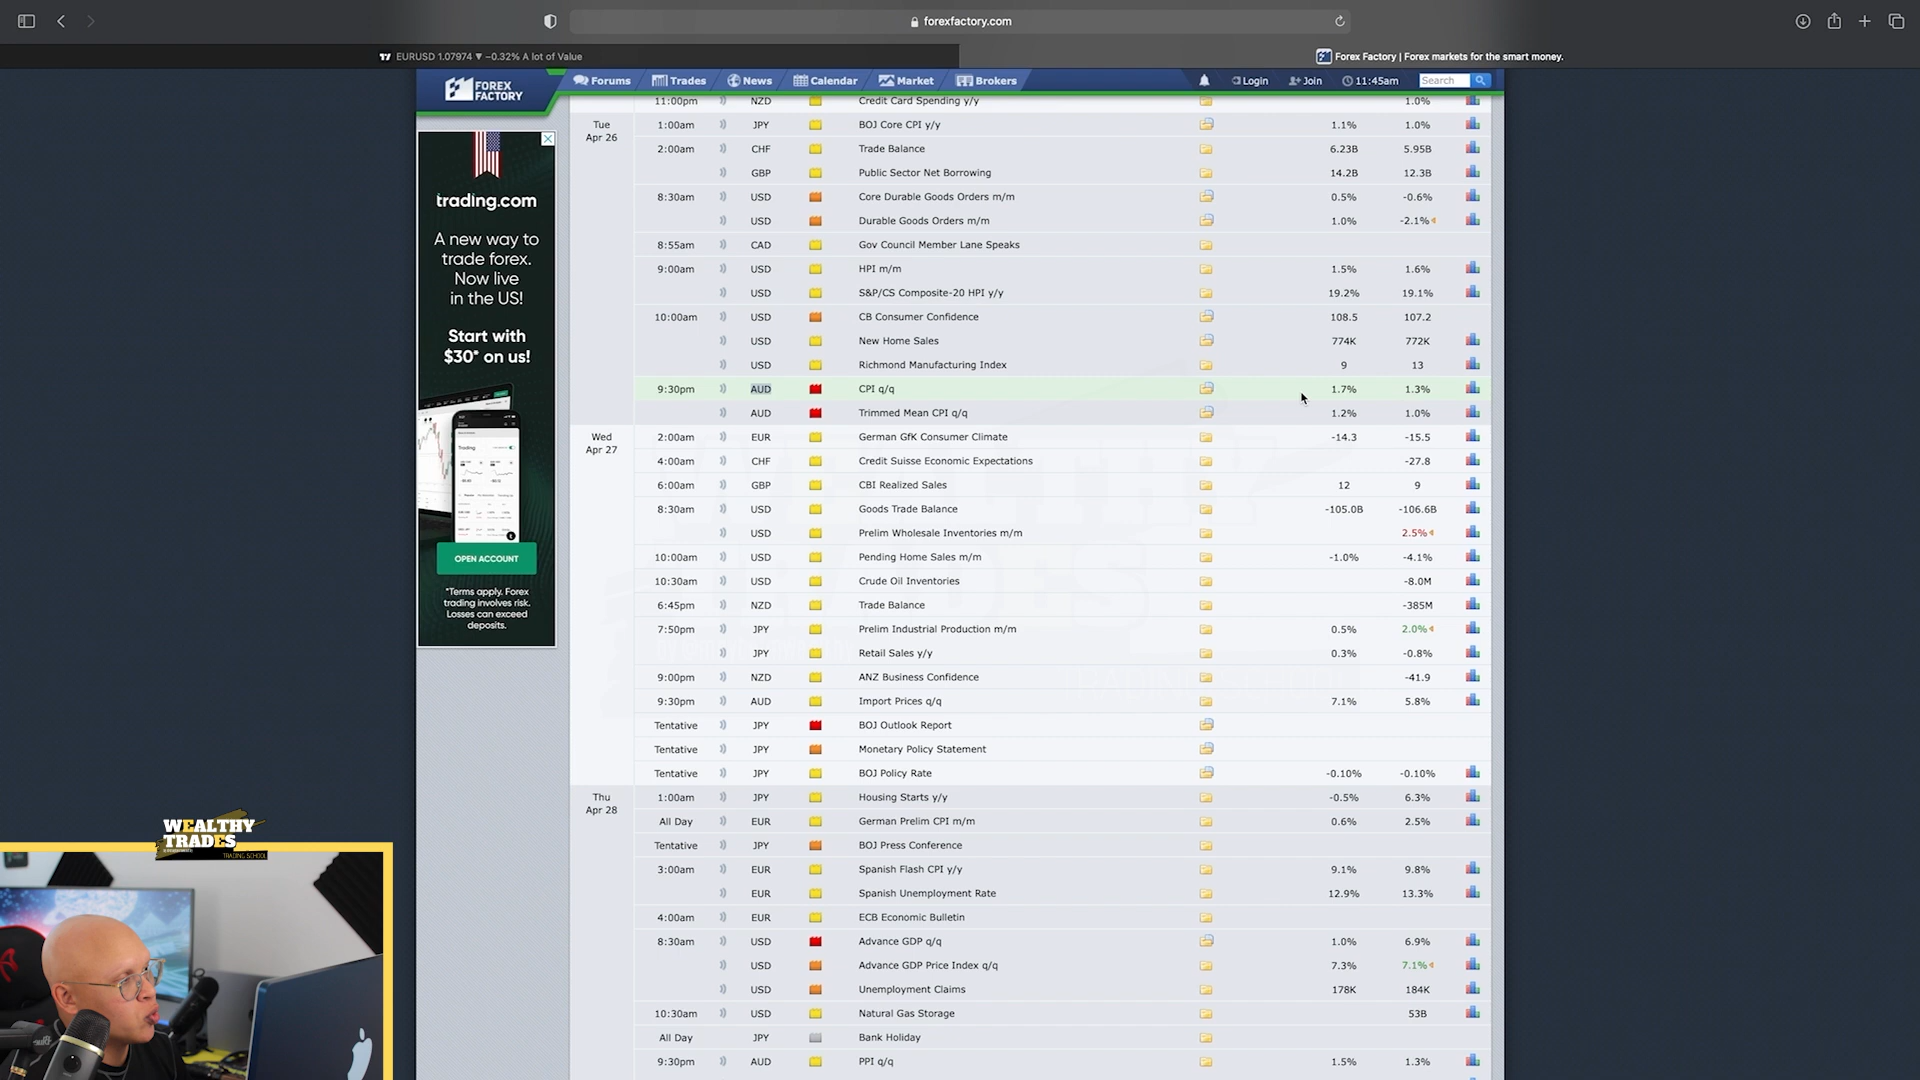 forexfactory.com
EURUSD 1.07974 ▼ −0.32% A lot of Value
Forex Factory | Forex markets for the smart money.
FOREX FACTORY
Forums Trades News Calendar Market Brokers Login Join 11:45am Search
trading.com
A new way to
trade forex.
Now live
in the US!
Start with
$30* on us!
OPEN ACCOUNT
*Terms apply. Forex
trading involves risk.
Losses can exceed
deposits.
11:00pm NZD Credit Card Spending y/y 1.0%
Tue Apr 26 1:00am JPY BOJ Core CPI y/y 1.1% 1.0%
2:00am CHF Trade Balance 6.23B 5.95B
GBP Public Sector Net Borrowing 14.2B 12.3B
8:30am USD Core Durable Goods Orders m/m 0.5% -0.6%
USD Durable Goods Orders m/m 1.0% -2.1%
8:55am CAD Gov Council Member Lane Speaks
9:00am USD HPI m/m 1.5% 1.6%
USD S&P/CS Composite-20 HPI y/y 19.2% 19.1%
10:00am USD CB Consumer Confidence 108.5 107.2
USD New Home Sales 774K 772K
USD Richmond Manufacturing Index 9 13
9:30pm AUD CPI q/q 1.7% 1.3%
AUD Trimmed Mean CPI q/q 1.2% 1.0%
Wed Apr 27 2:00am EUR German GfK Consumer Climate -14.3 -15.5
4:00am CHF Credit Suisse Economic Expectations -27.8
6:00am GBP CBI Realized Sales 12 9
8:30am USD Goods Trade Balance -105.0B -106.6B
USD Prelim Wholesale Inventories m/m 2.5%
10:00am USD Pending Home Sales m/m -1.0% -4.1%
10:30am USD Crude Oil Inventories -8.0M
6:45pm NZD Trade Balance -385M
7:50pm JPY Prelim Industrial Production m/m 0.5% 2.0%
JPY Retail Sales y/y 0.3% -0.8%
9:00pm NZD ANZ Business Confidence -41.9
9:30pm AUD Import Prices q/q 7.1% 5.8%
Tentative JPY BOJ Outlook Report
Tentative JPY Monetary Policy Statement
Tentative JPY BOJ Policy Rate -0.10% -0.10%
Thu Apr 28 1:00am JPY Housing Starts y/y -0.5% 6.3%
All Day EUR German Prelim CPI m/m 0.6% 2.5%
Tentative JPY BOJ Press Conference
3:00am EUR Spanish Flash CPI y/y 9.1% 9.8%
EUR Spanish Unemployment Rate 12.9% 13.3%
4:00am EUR ECB Economic Bulletin
8:30am USD Advance GDP q/q 1.0% 6.9%
USD Advance GDP Price Index q/q 7.3% 7.1%
USD Unemployment Claims 178K 184K
10:30am USD Natural Gas Storage 53B
All Day JPY Bank Holiday
9:30pm AUD PPI q/q 1.5% 1.3%
WEALTHY
TRADES
TRADING SCHOOL